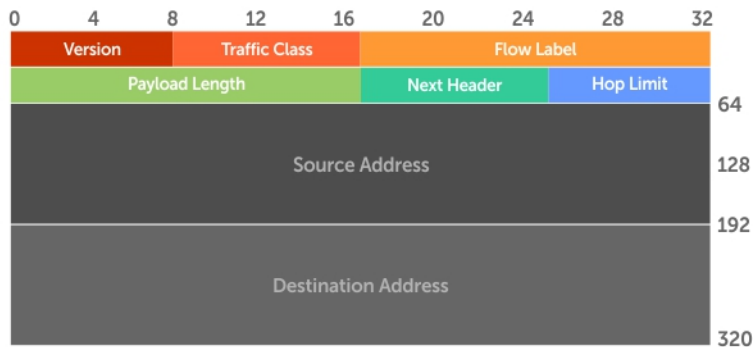 0 4 8 12 16 20 24 28 32
Version Traffic Class Flow Label
Payload Length Next Header Hop Limit
64
Source Address 128
192
Destination Address
320